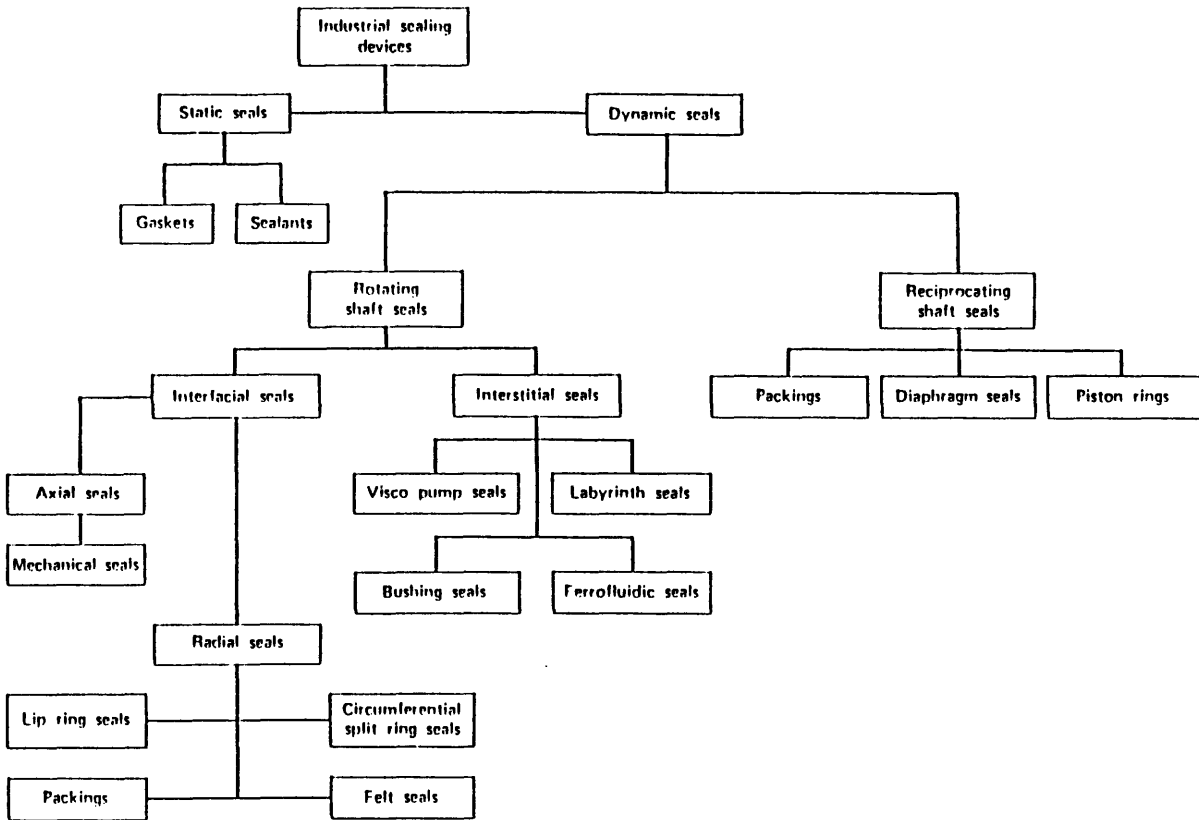 Industrial sealing
devices
Static seals
Dynamic seals
Gaskets
Sealants
Rotating
shaft seals
Reciprocating
shaft seals
Interfacial seals
Interstitial seals
Packings
Diaphragm seals
Piston rings
Axial seals
Visco pump seals
Labyrinth seals
Mechanical seals
Bushing seals
Ferrofluidic seals
Radial seals
Lip ring seals
Circumferential
split ring seals
Packings
Felt seals